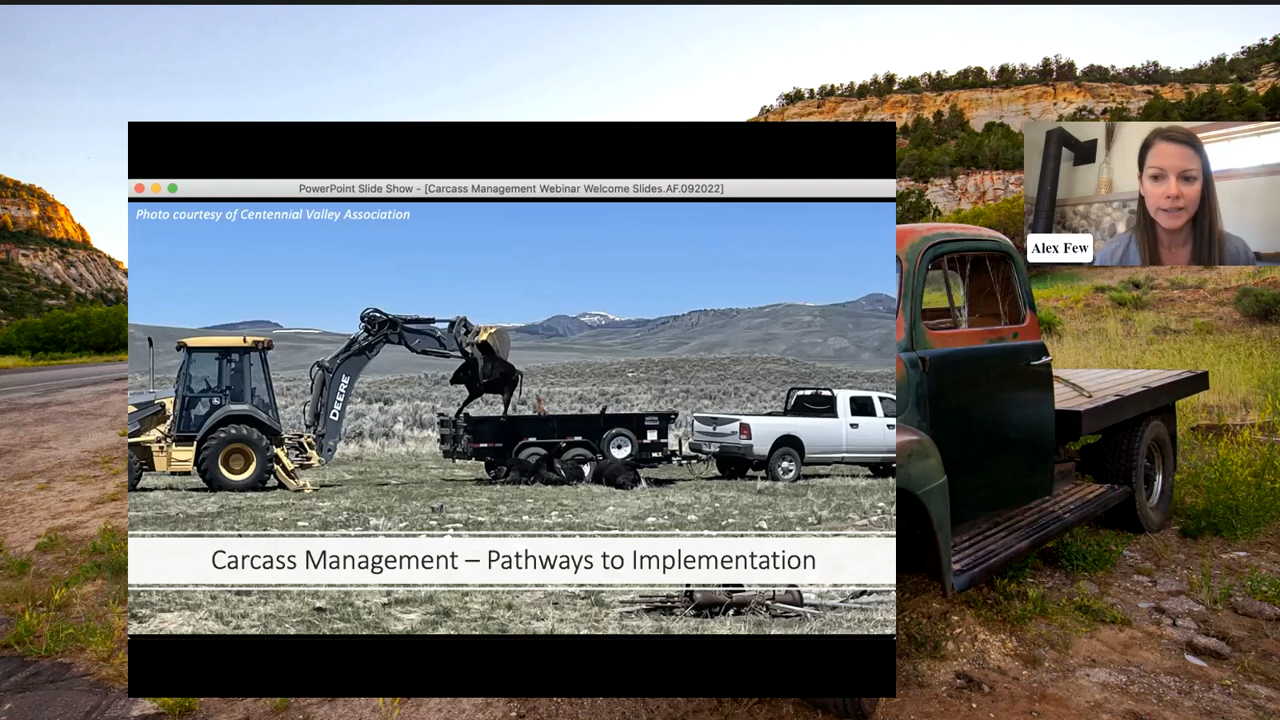 PowerPoint Slide Show - [Carcass Management Webinar Welcome Slides.AF.092022]
Photo courtesy of Centennial Valley Association
Alex Few
DEERE
Carcass Management – Pathways to Implementation